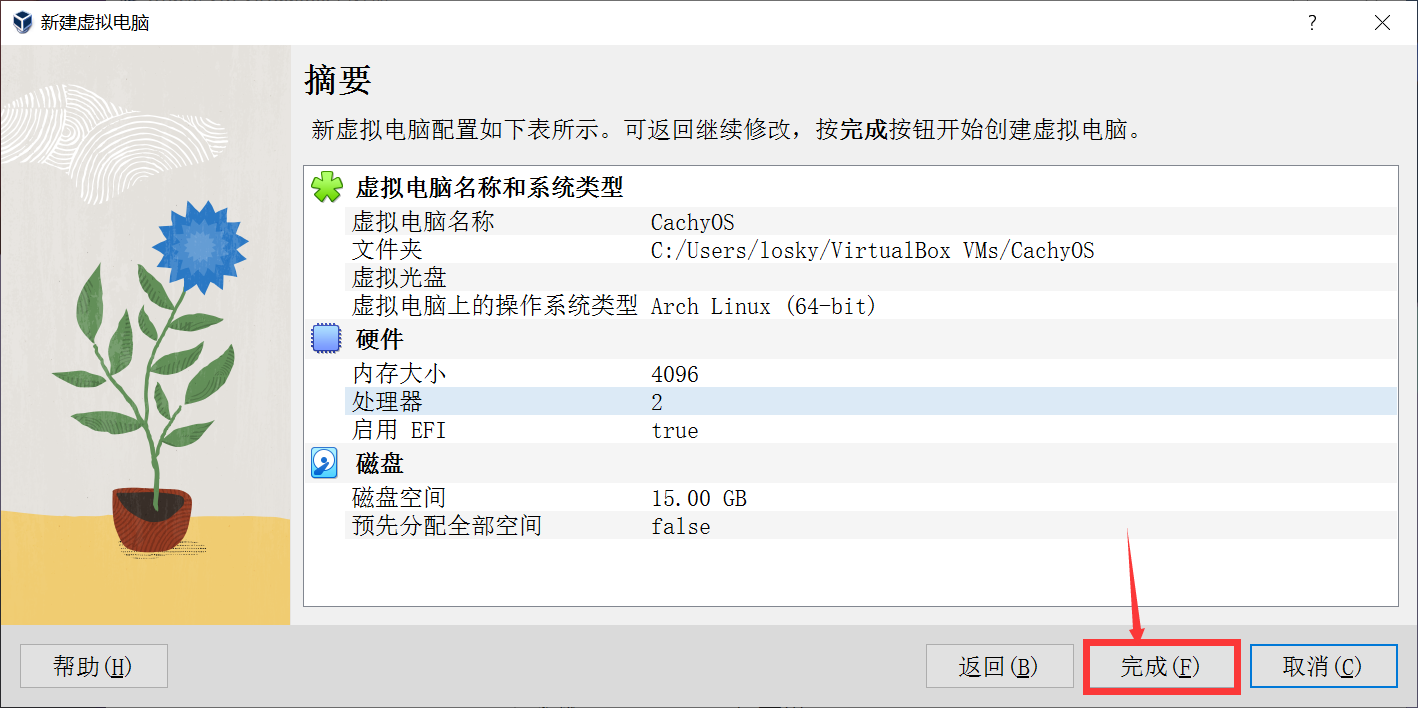 新建虚拟电脑
?
摘要
新虚拟电脑配置如下表所示。可返回继续修改，按完成按钮开始创建虚拟电脑。
虚拟电脑名称和系统类型
虚拟电脑名称 CachyOS
文件夹 C:/Users/losky/VirtualBox VMs/CachyOS
虚拟光盘
虚拟电脑上的操作系统类型 Arch Linux (64-bit)
硬件
内存大小 4096
处理器 2
启用 EFI true
磁盘
磁盘空间 15.00 GB
预先分配全部空间 false
帮助(H) 返回(B) 完成(F) 取消(C)